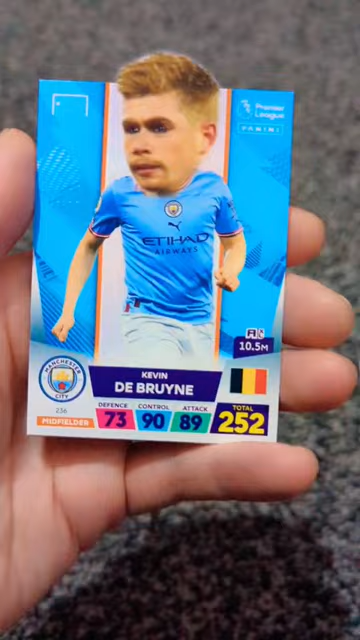 Premier
League
PANINI
ETIHAD
AIRWAYS
10.5M
KEVIN
DE BRUYNE
MANCHESTER
CITY
236
MIDFIELDER
DEFENCE
73
CONTROL
90
ATTACK
89
TOTAL
252